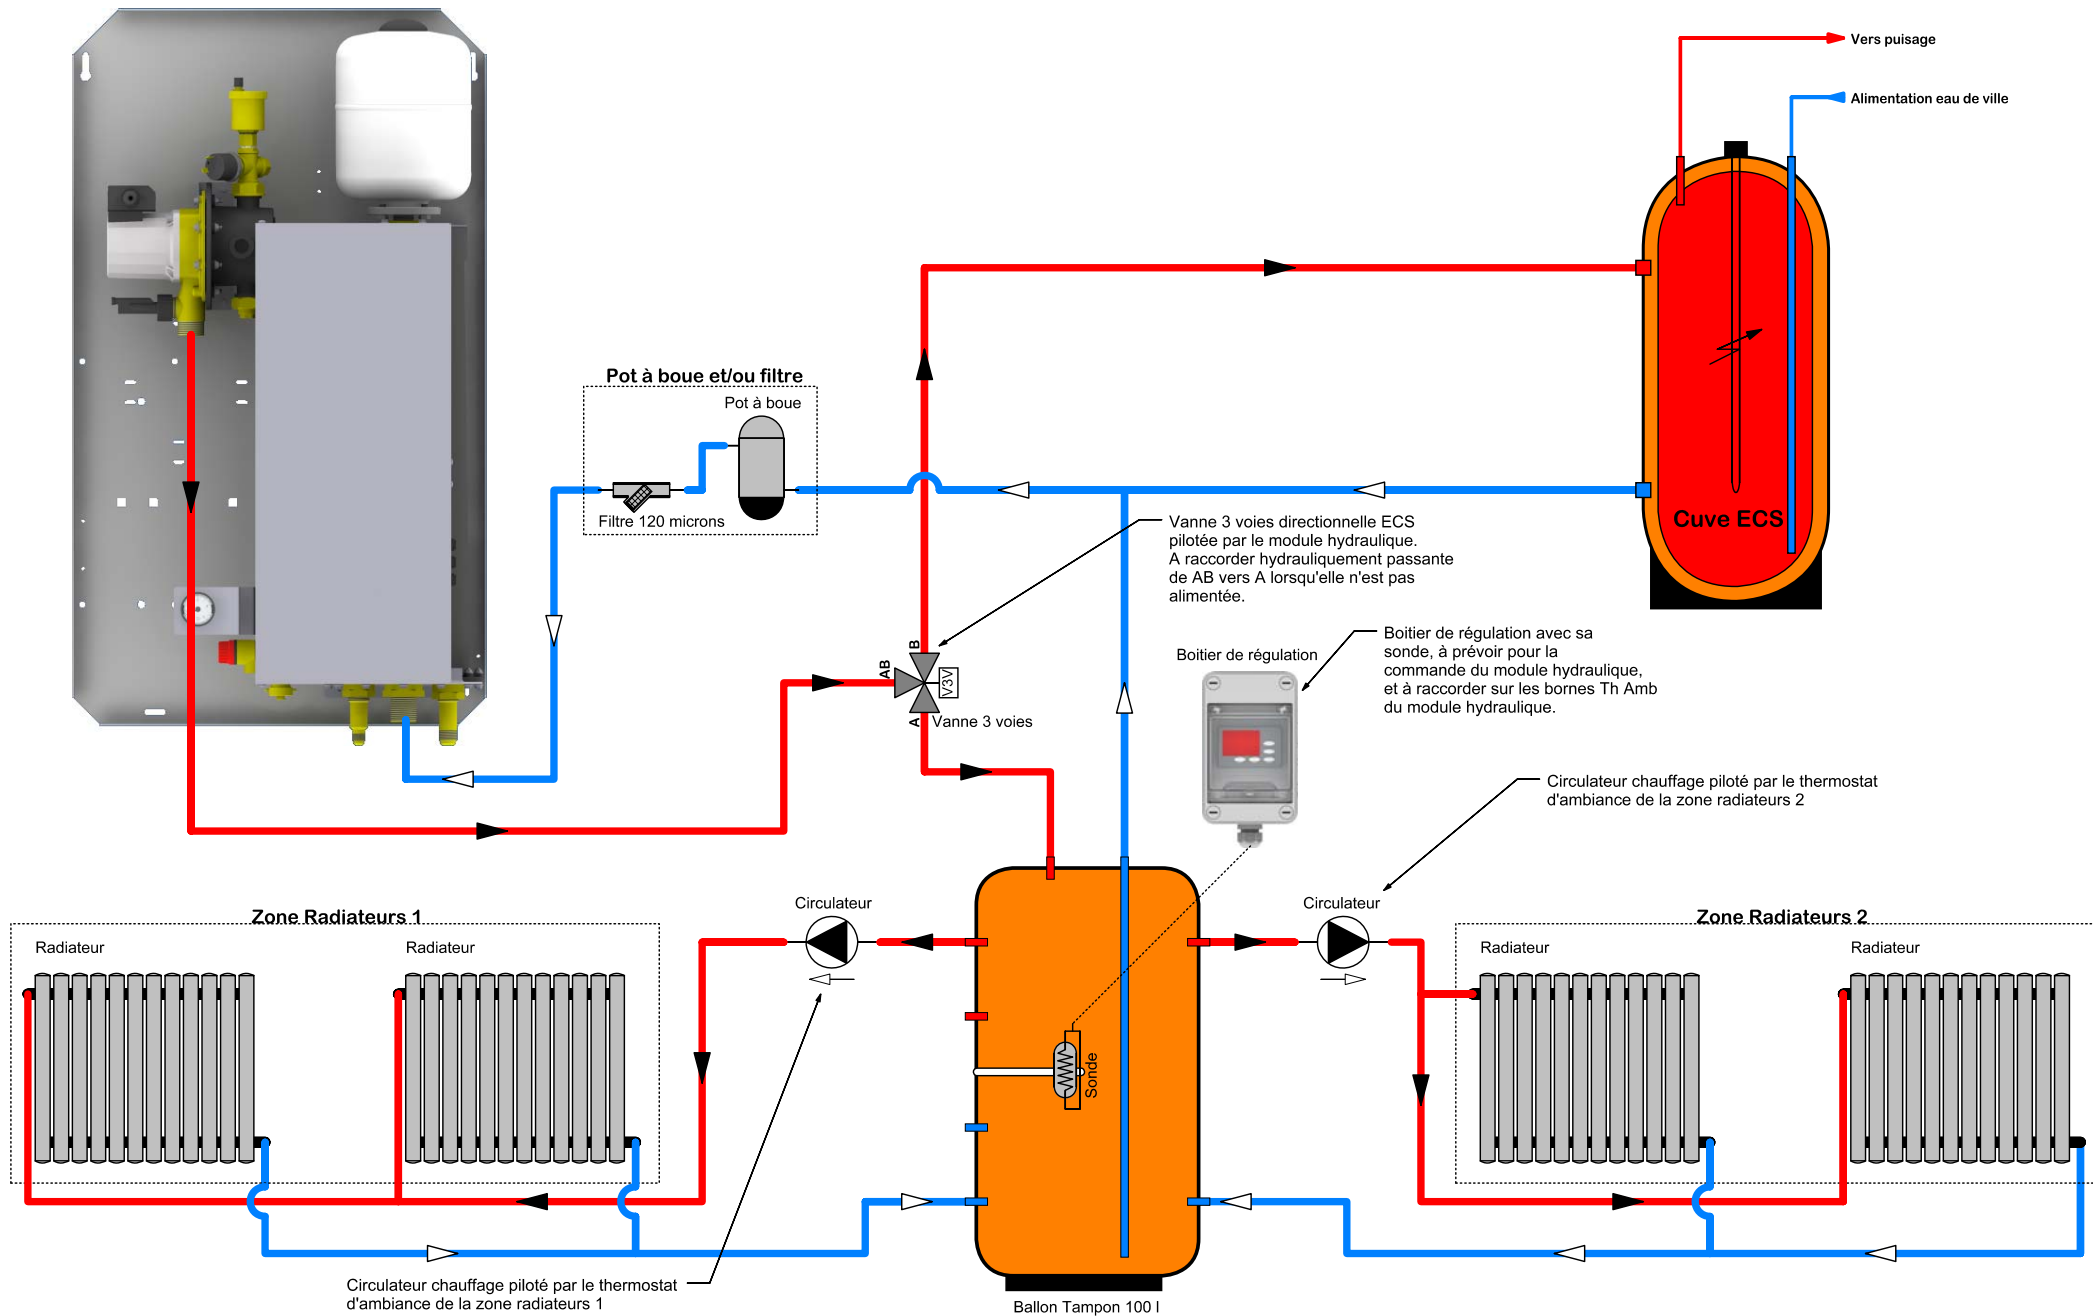 Vers puisage
Alimentation eau de ville
Pot à boue et/ou filtre
Pot à boue
Filtre 120 microns
Cuve ECS
Vanne 3 voies directionnelle ECS
pilotée par le module hydraulique.
A raccorder hydrauliquement passante
de AB vers A lorsqu'elle n'est pas
alimentée.
Boitier de régulation avec sa
sonde, à prévoir pour la
commande du module hydraulique,
et à raccorder sur les bornes Th Amb
du module hydraulique.
Boitier de régulation
B
AB
V3V
A
Vanne 3 voies
Circulateur chauffage piloté par le thermostat
d'ambiance de la zone radiateurs 2
Zone Radiateurs 1
Radiateur
Radiateur
Circulateur
Circulateur
Zone Radiateurs 2
Radiateur
Radiateur
Sonde
Circulateur chauffage piloté par le thermostat
d'ambiance de la zone radiateurs 1
Ballon Tampon 100 l